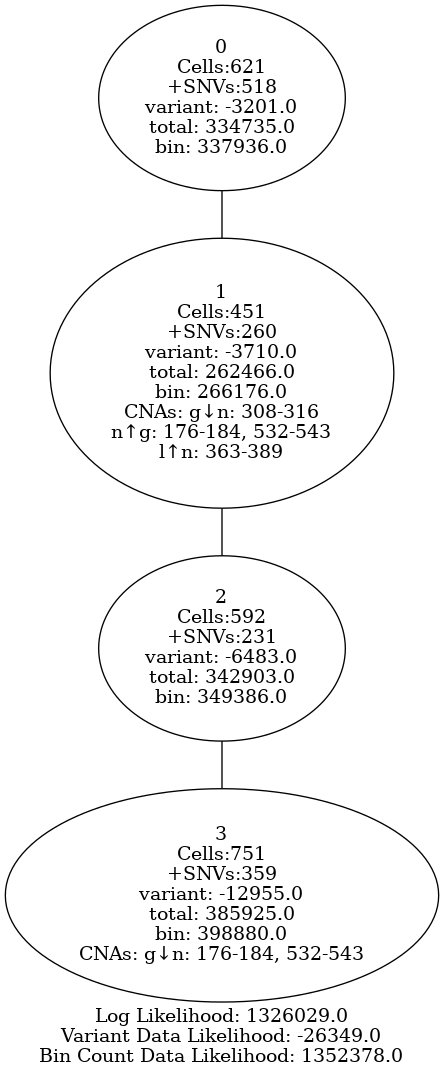 0
Cells:621
+SNVs:518
variant: -3201.0
total: 334735.0
bin: 337936.0
1
Cells:451
+SNVs:260
variant: -3710.0
total: 262466.0
bin: 266176.0
CNAs: g↓n: 308-316
n↑g: 176-184, 532-543
l↑n: 363-389
2
Cells:592
+SNVs:231
variant: -6483.0
total: 342903.0
bin: 349386.0
3
Cells:751
+SNVs:359
variant: -12955.0
total: 385925.0
bin: 398880.0
CNAs: g↓n: 176-184, 532-543
Log Likelihood: 1326029.0
Variant Data Likelihood: -26349.0
Bin Count Data Likelihood: 1352378.0